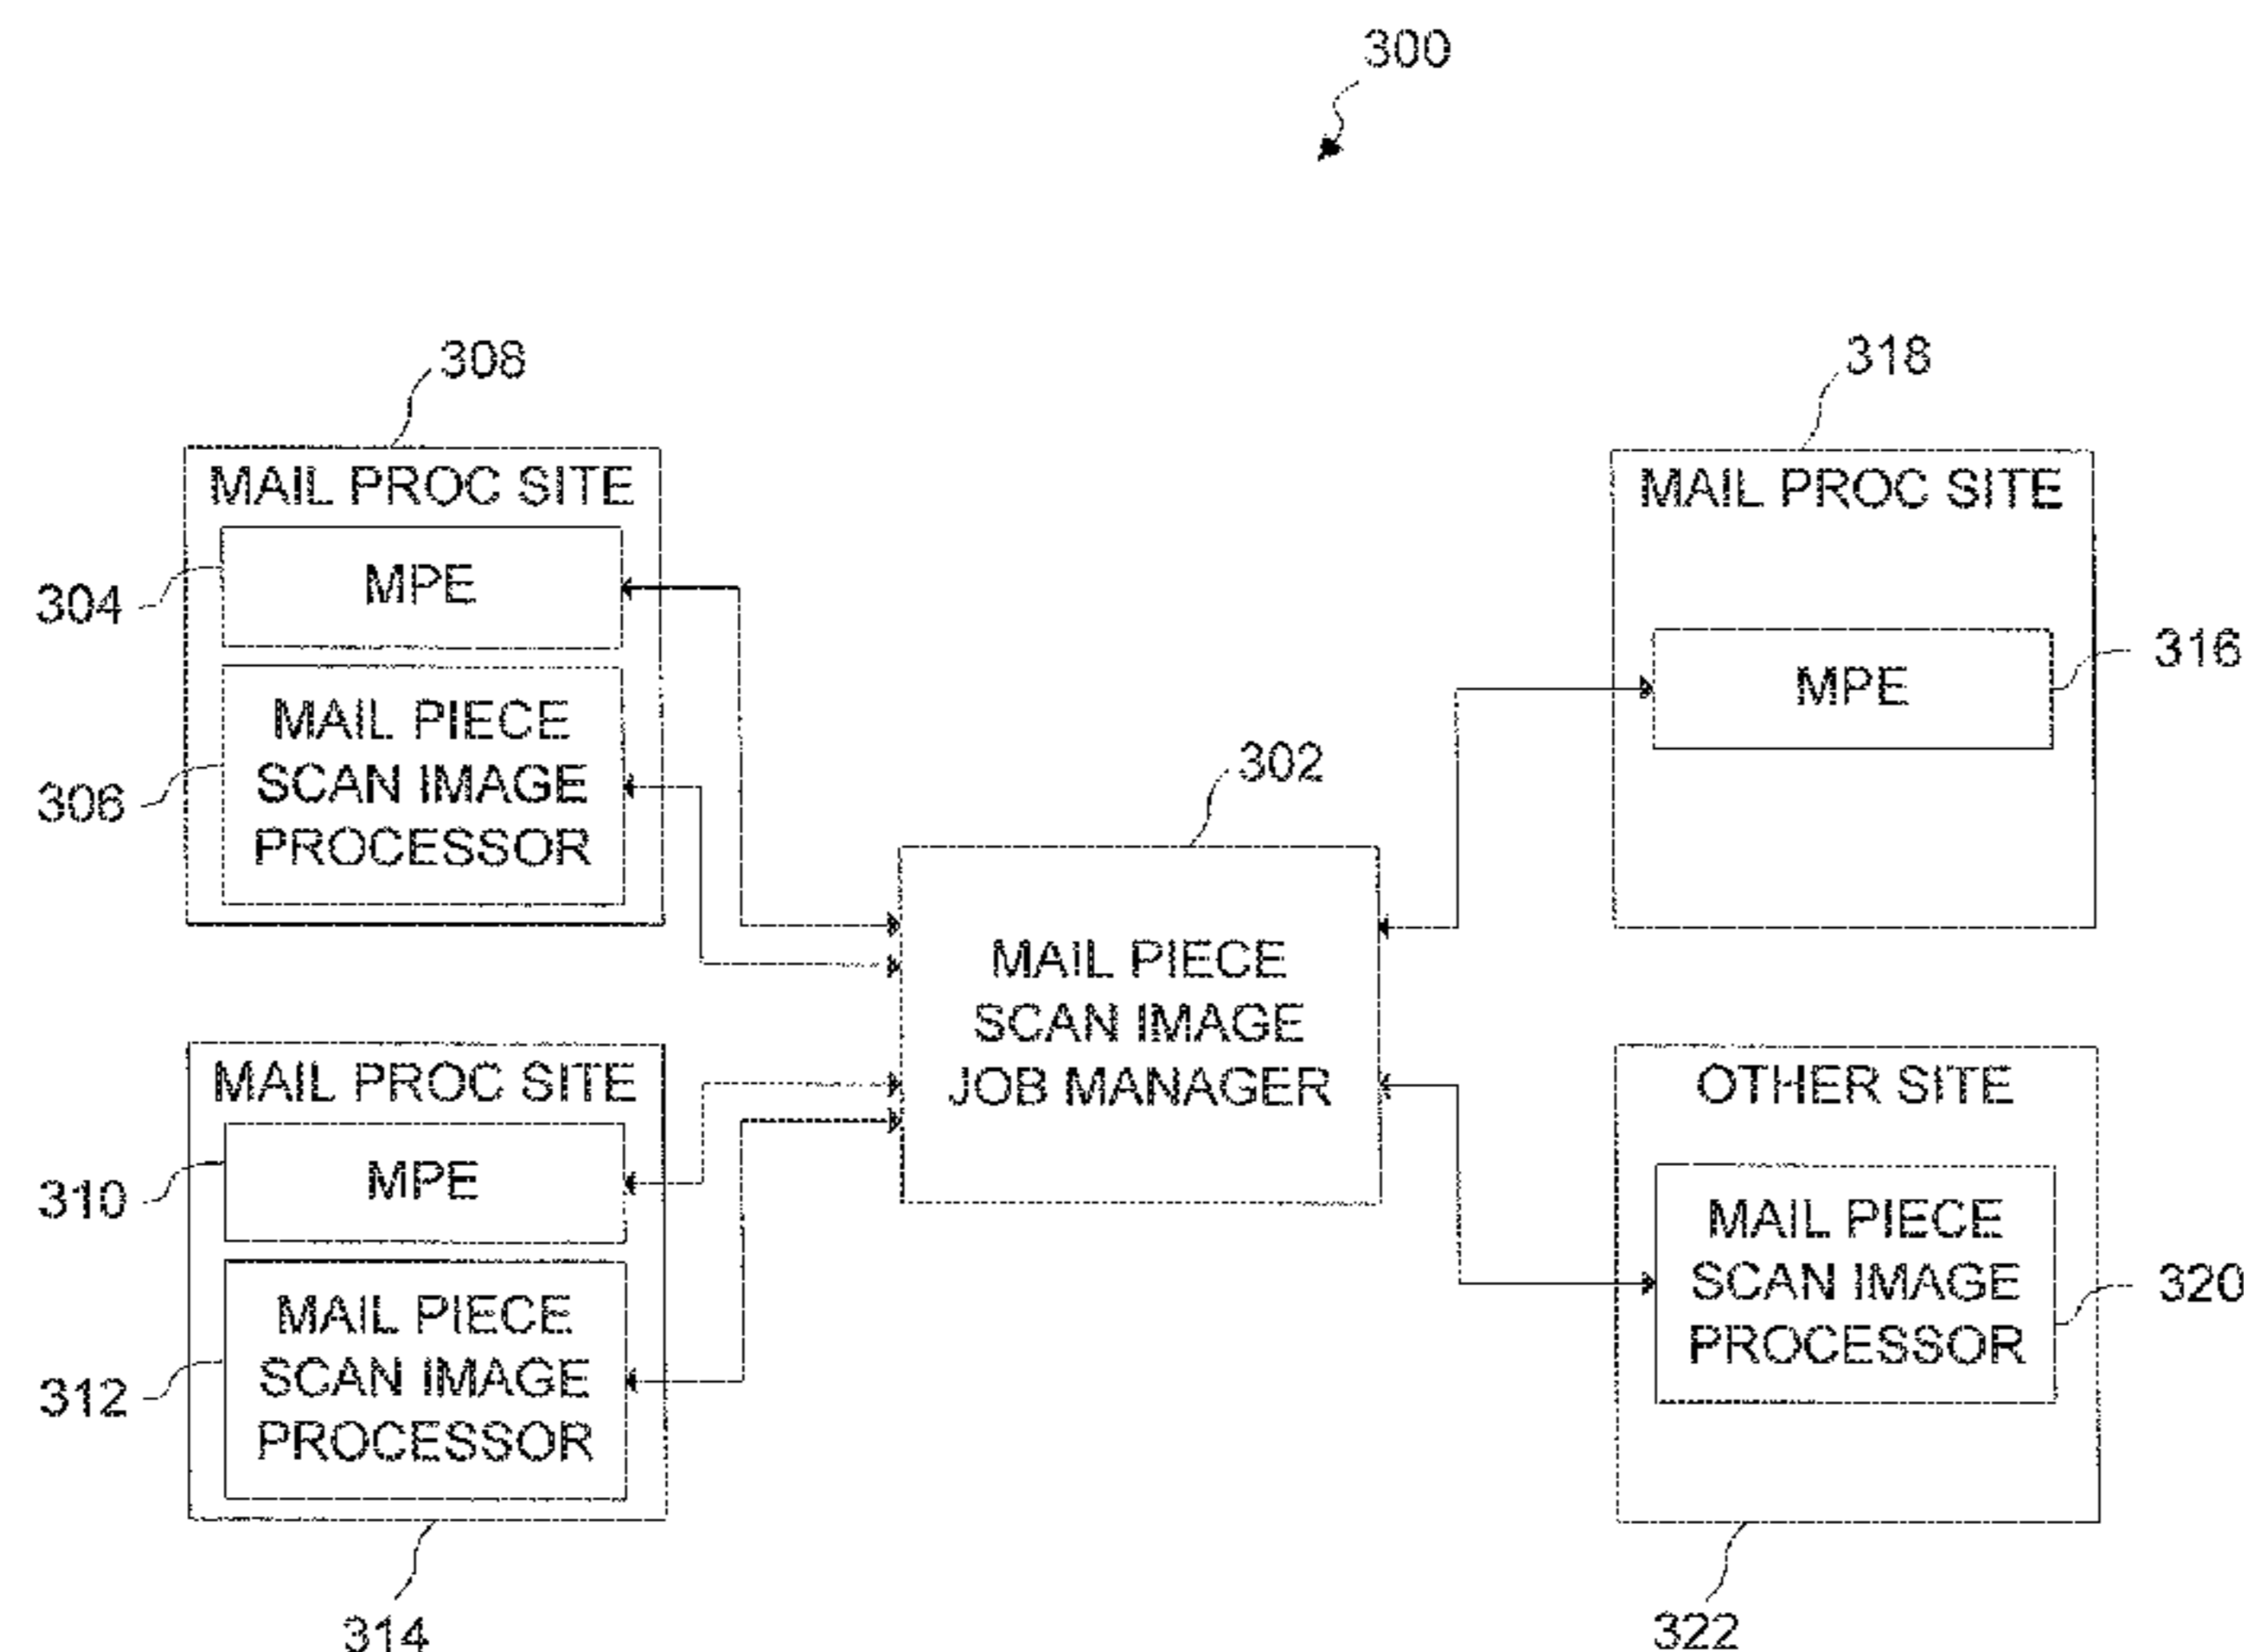 300
308
MAIL PROC SITE
304
MPE
306
MAIL PIECE
SCAN IMAGE
PROCESSOR
318
MAIL PROC SITE
MPE
316
302
MAIL PIECE
SCAN IMAGE
JOB MANAGER
MAIL PROC SITE
310
MPE
312
MAIL PIECE
SCAN IMAGE
PROCESSOR
314
OTHER SITE
MAIL PIECE
SCAN IMAGE
PROCESSOR
320
322